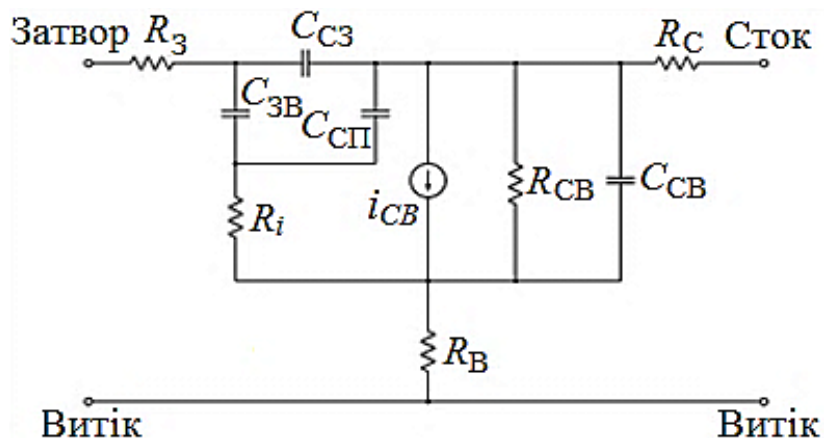 Затвор
R_З
C_СЗ
R_С
Сток
C_ЗВ
C_СП
R_i
i_СВ
R_СВ
C_СВ
R_В
Витік
Витік